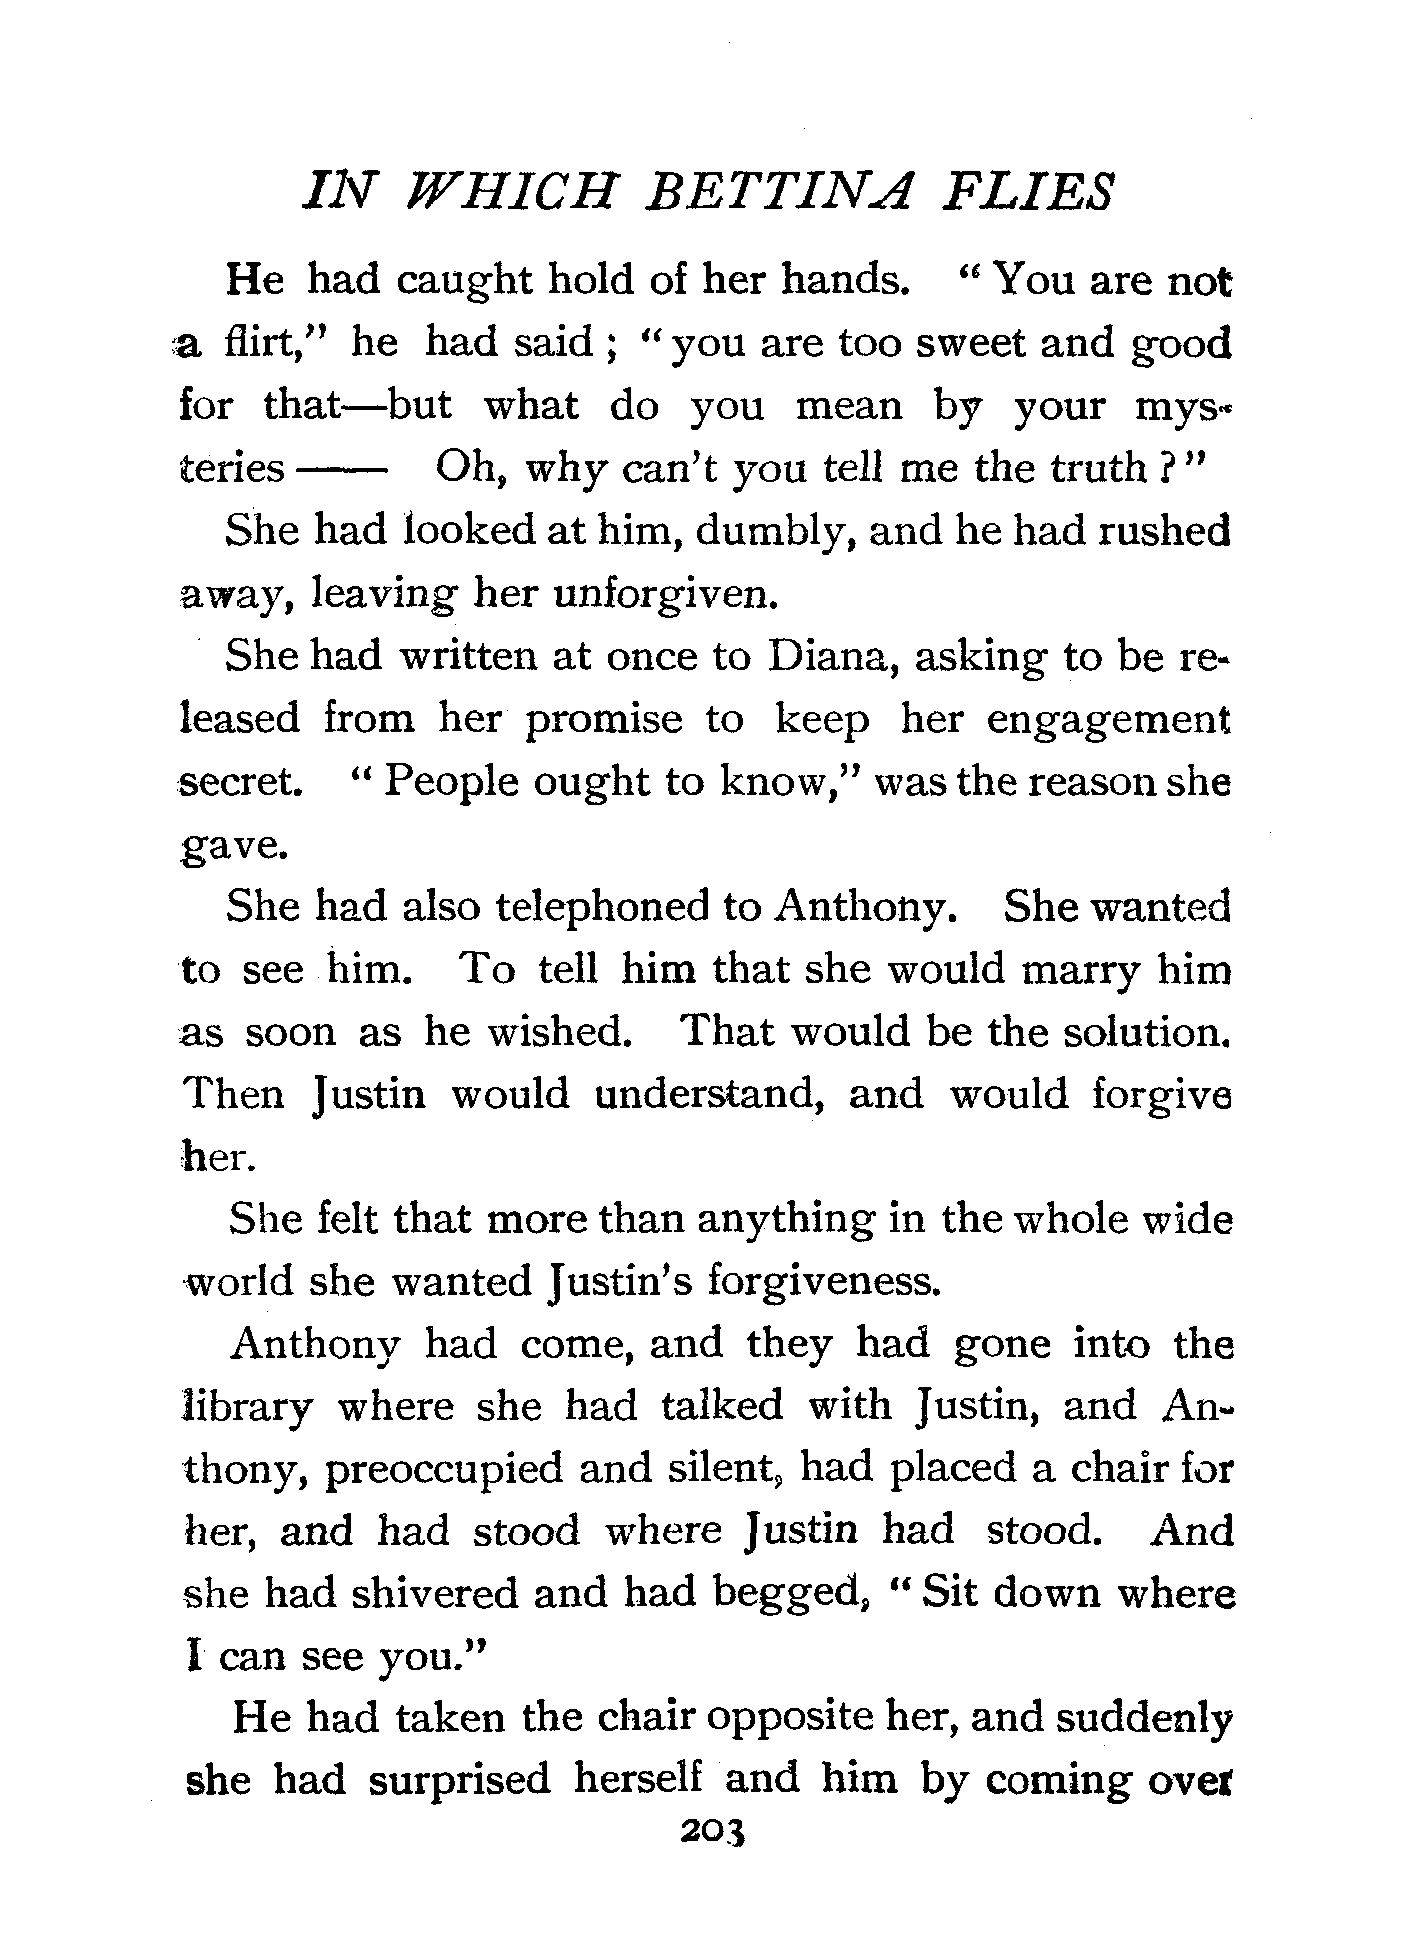 IN WHICH BETTINA FLIES
He had caught hold of her hands. “ You are not
a flirt,” he had said ; “ you are too sweet and good
for that—but what do you mean by your mys-
teries —— Oh, why can’t you tell me the truth ? ”
She had looked at him, dumbly, and he had rushed
away, leaving her unforgiven.
She had written at once to Diana, asking to be re-
leased from her promise to keep her engagement
secret. “ People ought to know,” was the reason she
gave.
She had also telephoned to Anthony. She wanted
to see him. To tell him that she would marry him
as soon as he wished. That would be the solution.
Then Justin would understand, and would forgive
her.
She felt that more than anything in the whole wide
world she wanted Justin’s forgiveness.
Anthony had come, and they had gone into the
library where she had talked with Justin, and An-
thony, preoccupied and silent, had placed a chair for
her, and had stood where Justin had stood. And
she had shivered and had begged, “ Sit down where
I can see you.”
He had taken the chair opposite her, and suddenly
she had surprised herself and him by coming over
203